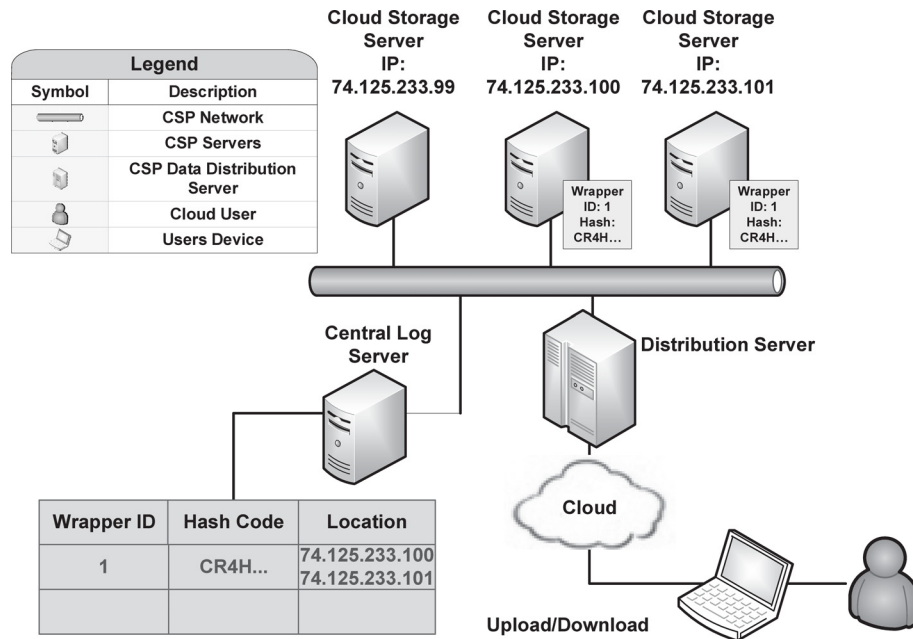 Cloud Storage
Server
IP:
74.125.233.99
Cloud Storage
Server
IP:
74.125.233.100
Cloud Storage
Server
IP:
74.125.233.101
Legend
Symbol Description
CSP Network
CSP Servers
CSP Data Distribution
Server
Cloud User
Users Device
Wrapper
ID: 1
Hash:
CR4H...
Wrapper
ID: 1
Hash:
CR4H...
Central Log
Server
Distribution Server
Wrapper ID Hash Code Location
1 CR4H... 74.125.233.100
74.125.233.101
Cloud
Upload/Download